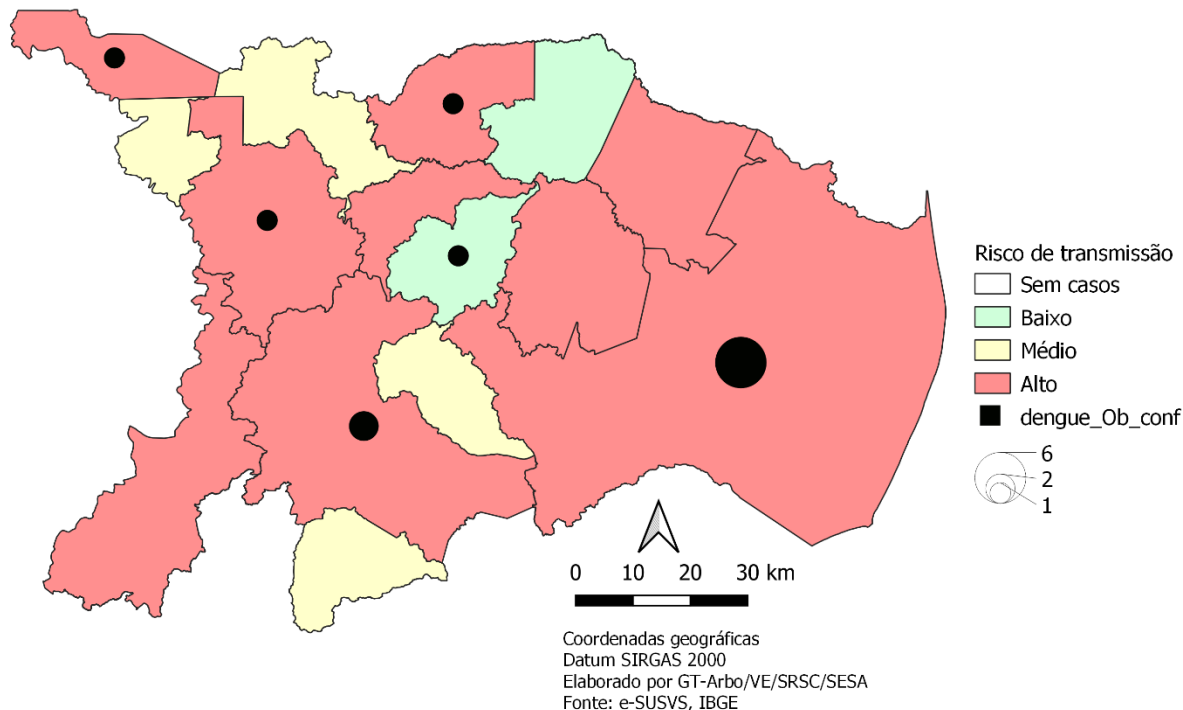 Risco de transmissão
Sem casos
Baixo
Médio
Alto
dengue_Ob_conf
6
2
1
0 10 20 30 km
Coordenadas geográficas
Datum SIRGAS 2000
Elaborado por GT-Arbo/VE/SRSC/SESA
Fonte: e-SUSVS, IBGE